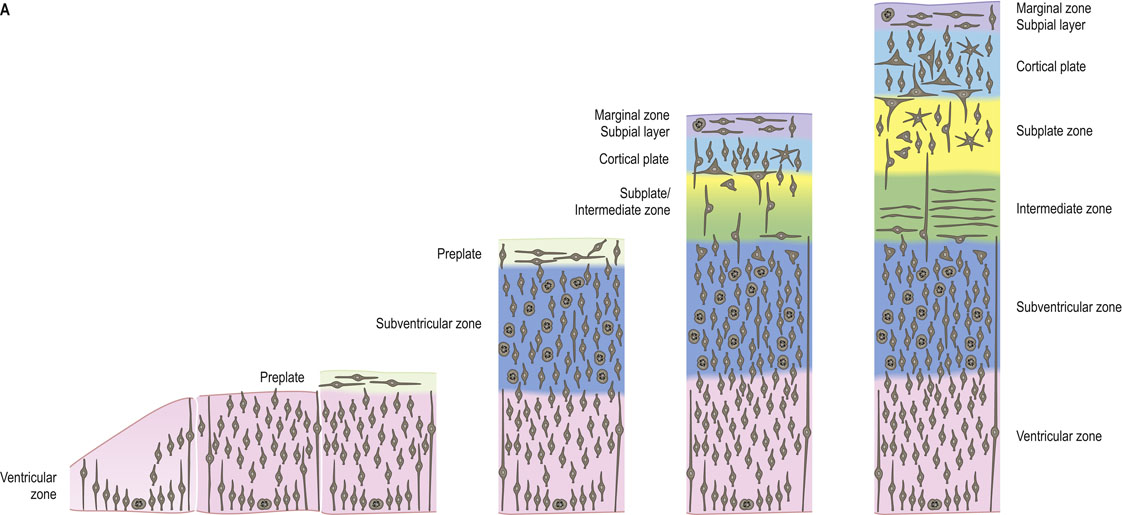 A
Ventricular
zone
Preplate
Preplate
Subventricular zone
Marginal zone
Subpial layer
Cortical plate
Subplate/
Intermediate zone
Marginal zone
Subpial layer
Cortical plate
Subplate zone
Intermediate zone
Subventricular zone
Ventricular zone